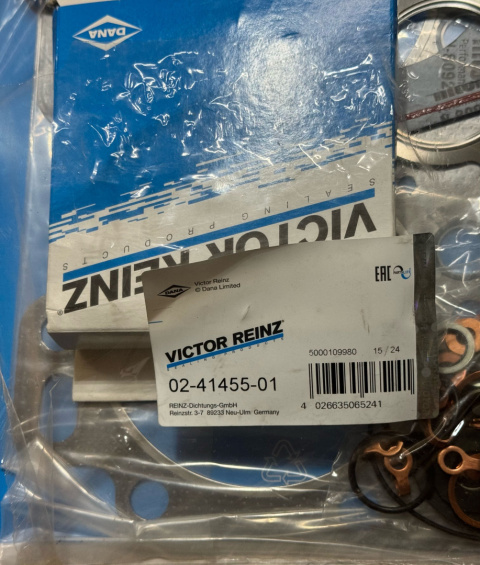 DANA
SEALING PRODUCTS
VICTOR REINZ®
DANA
Victor Reinz
© Dana Limited
EAC
VICTOR REINZ®
5000109980 15 / 24
02-41455-01
REINZ-Dichtungs-GmbH
Reinzstr. 3-7 89233 Neu-Ulm Germany
4 026635065241